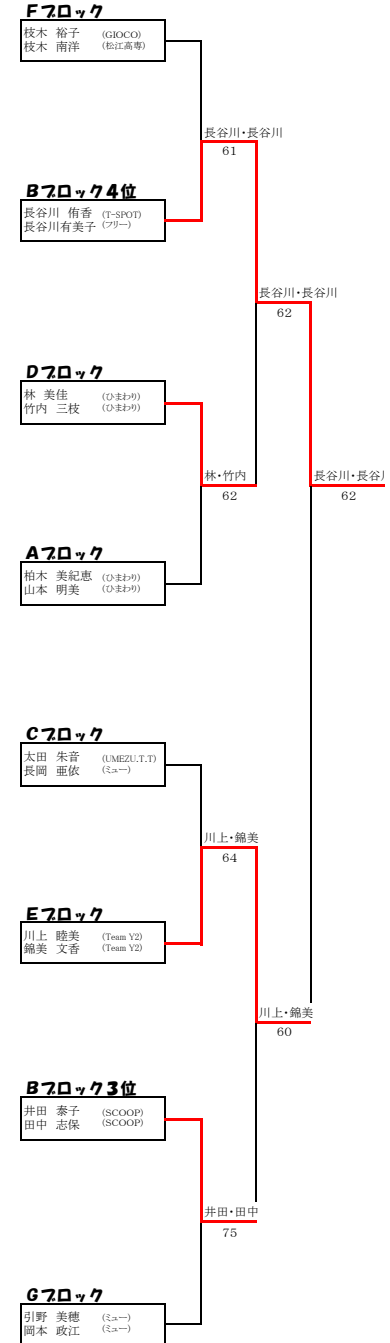 Fブロック
枝木 裕子 (GIOCO)
枝木 南洋 (松江高専)
長谷川・長谷川
61
Bブロック4位
長谷川 侑香 (T-SPOT)
長谷川有美子 (フリー)
長谷川・長谷川
62
Dブロック
林 美佳 (ひまわり)
竹内 三枝 (ひまわり)
林・竹内
62
長谷川・長谷川
62
Aブロック
柏木 美紀恵 (ひまわり)
山本 明美 (ひまわり)
Cブロック
太田 朱音 (UMEZU.T.T)
長岡 亜依 (ミュー)
川上・錦美
64
Eブロック
川上 睦美 (Team Y2)
錦美 文香 (Team Y2)
川上・錦美
60
Bブロック3位
井田 泰子 (SCOOP)
田中 志保 (SCOOP)
井田・田中
75
Gブロック
引野 美穂 (ミュー)
岡本 政江 (ミュー)